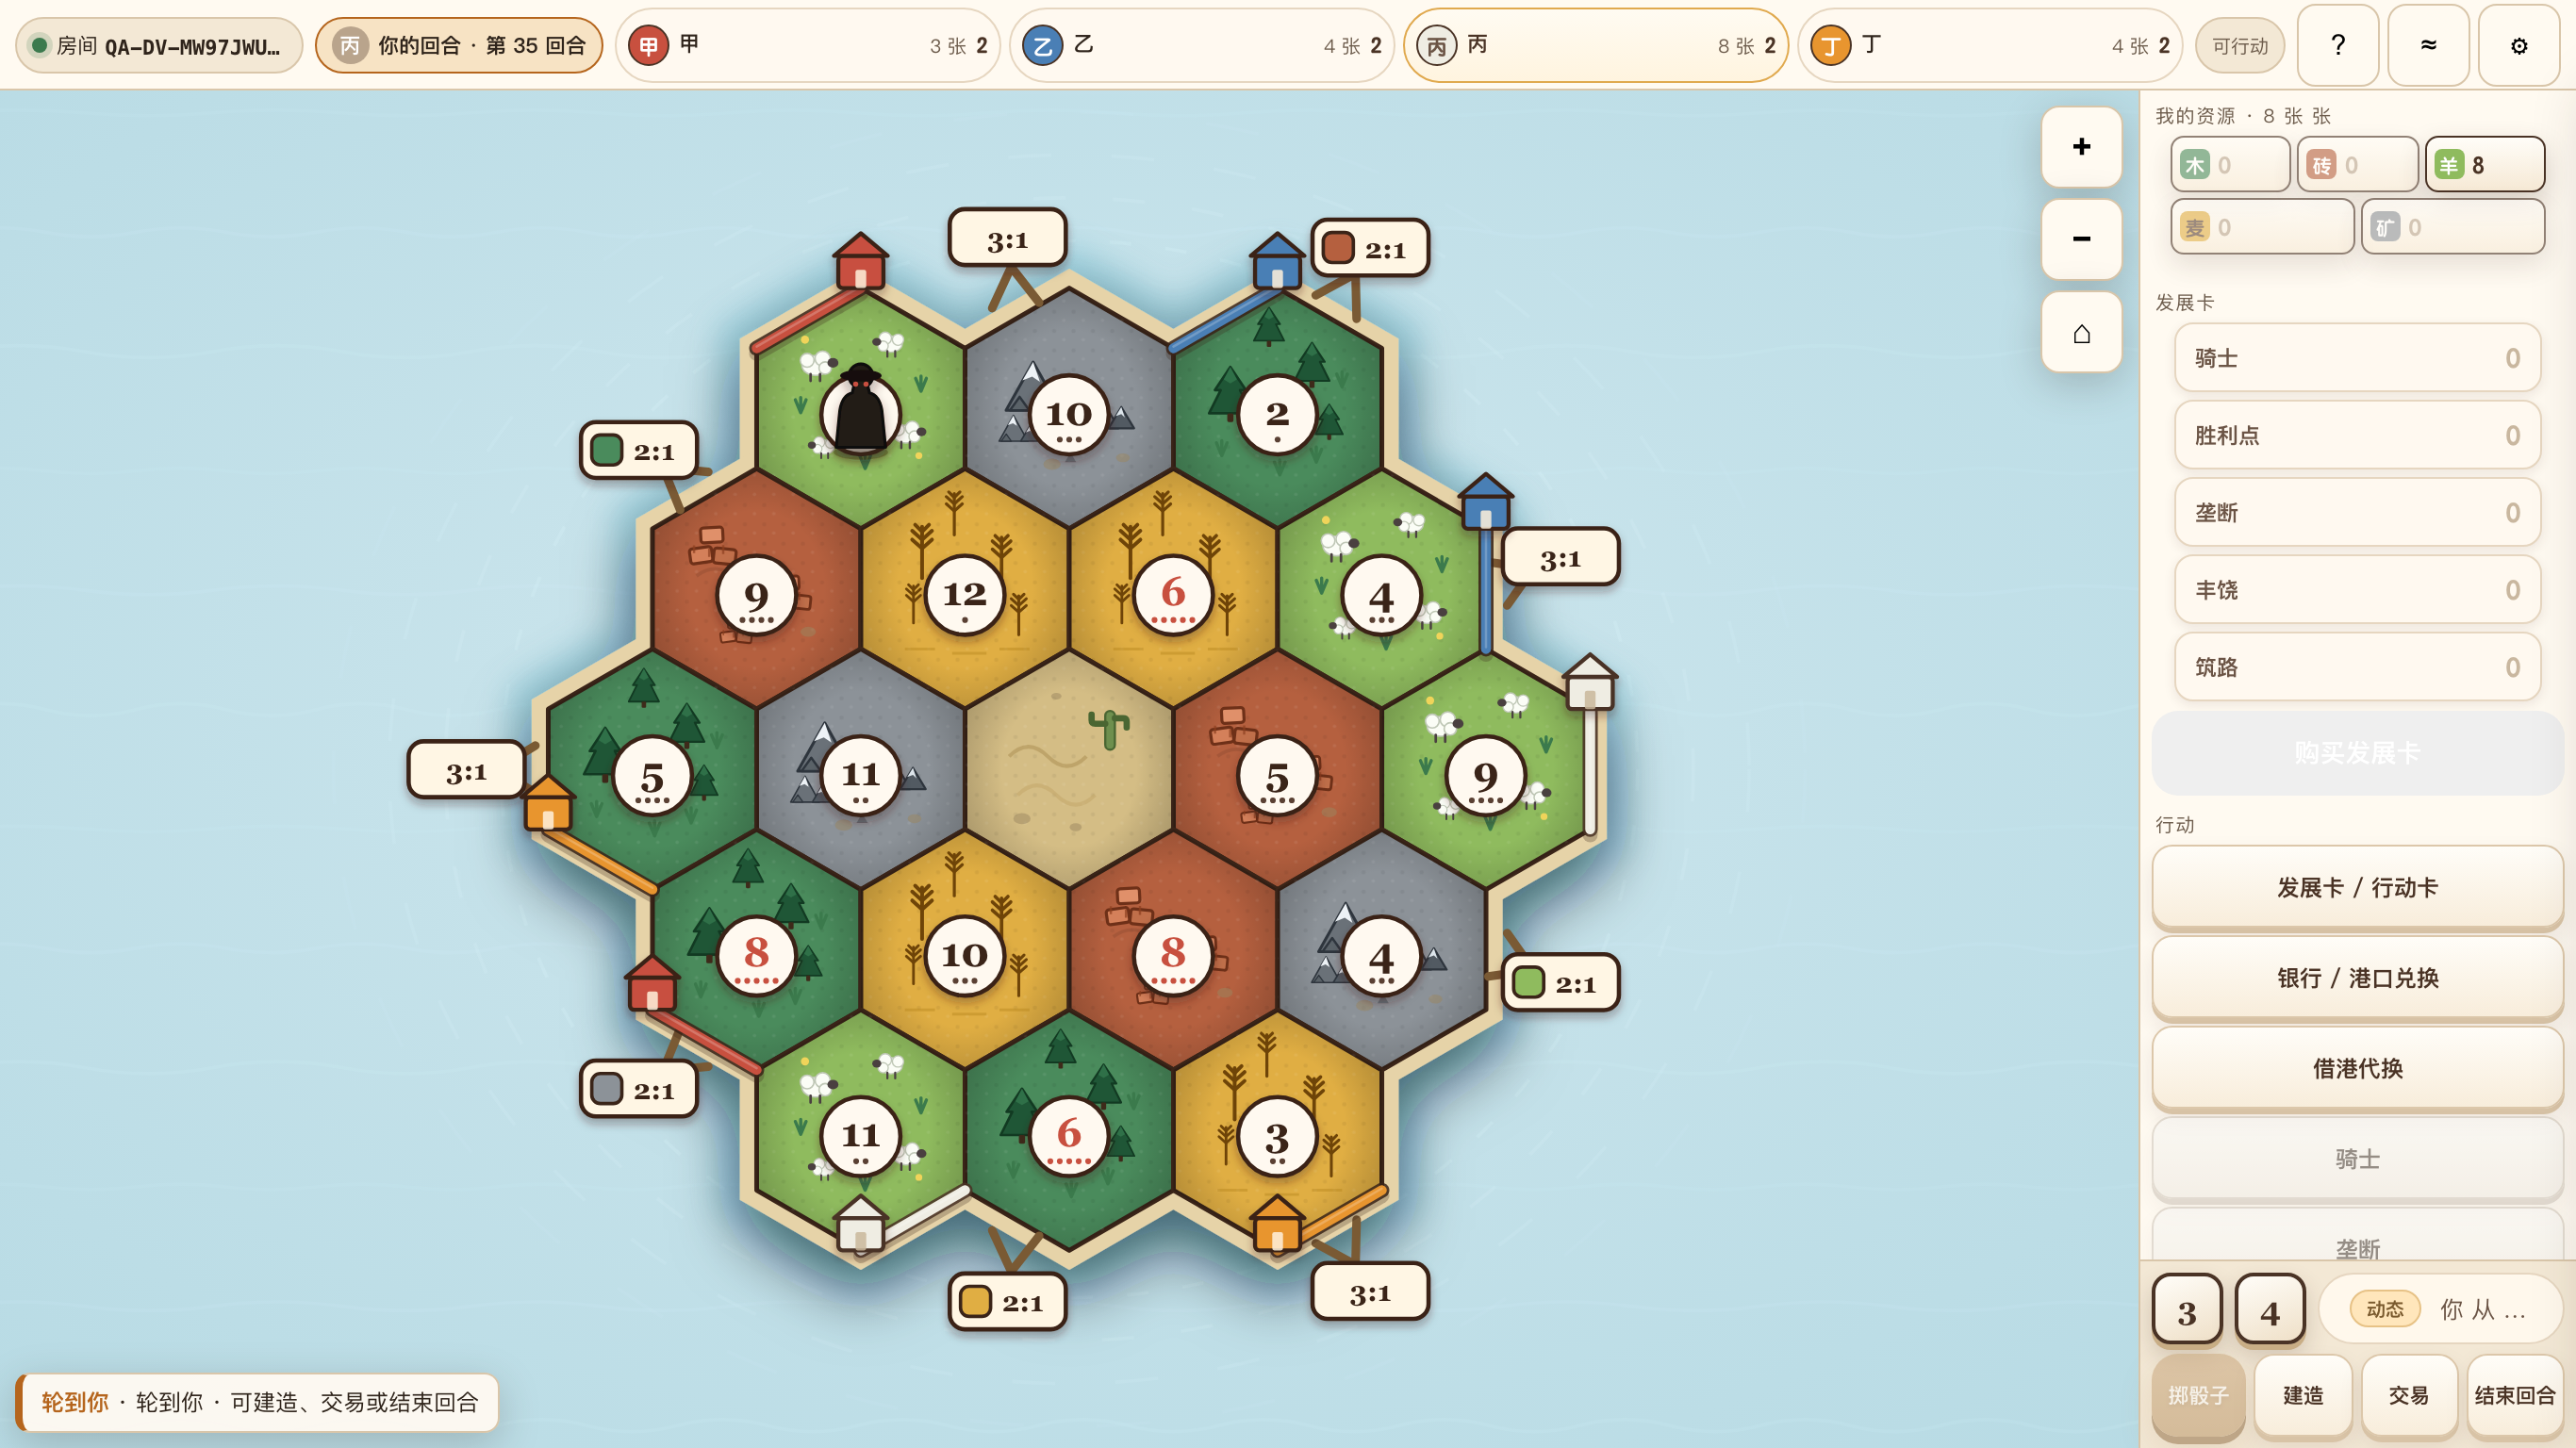 房间 QA-DV-MW97JWU…
丙 你的回合 · 第 35 回合
甲 甲 3 张 2
乙 乙 4 张 2
丙 丙 8 张 2
丁 丁 4 张 2
可行动
?
≈
⚙
+
−
⌂
3:1
2:1
10
2
2:1
9
12
6
4
3:1
3:1
5
11
5
9
8
10
8
4
2:1
2:1
11
6
3
2:1
3:1
轮到你 · 轮到你 · 可建造、交易或结束回合
我的资源 · 8 张 张
木 0
砖 0
羊 8
麦 0
矿 0
发展卡
骑士 0
胜利点 0
垄断 0
丰饶 0
筑路 0
购买发展卡
行动
发展卡 / 行动卡
银行 / 港口兑换
借港代换
骑士
垄断
3 4 动态 你 从 …
掷骰子 建造 交易 结束回合